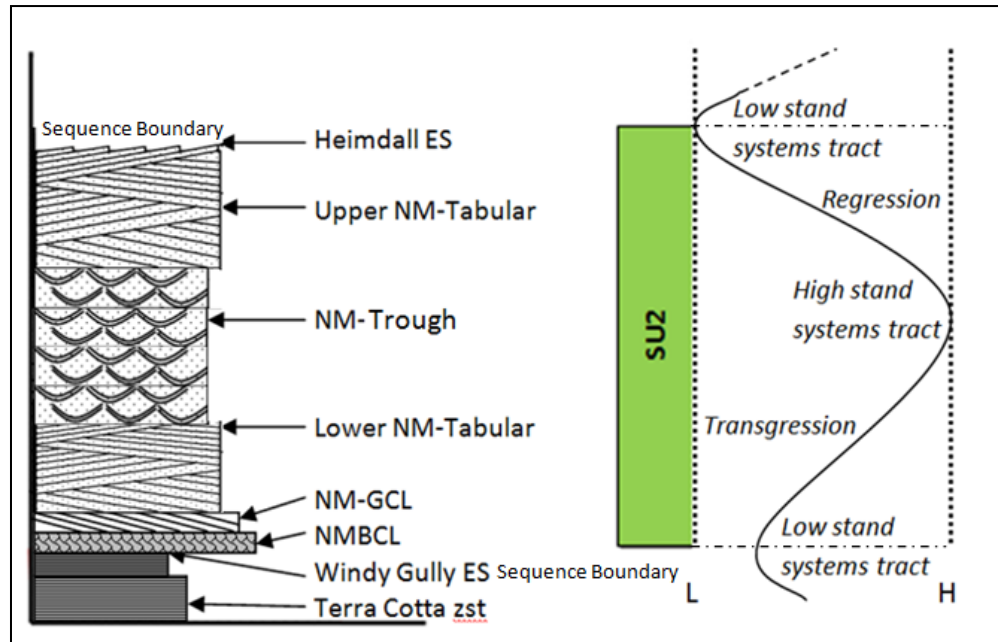 Sequence Boundary
Heimdall ES
Upper NM-Tabular
NM-Trough
Lower NM-Tabular
NM-GCL
NMBCL
Windy Gully ES Sequence Boundary
Terra Cotta zst
SU2
Low stand
systems tract
Regression
High stand
systems tract
Transgression
Low stand
systems tract
L
H